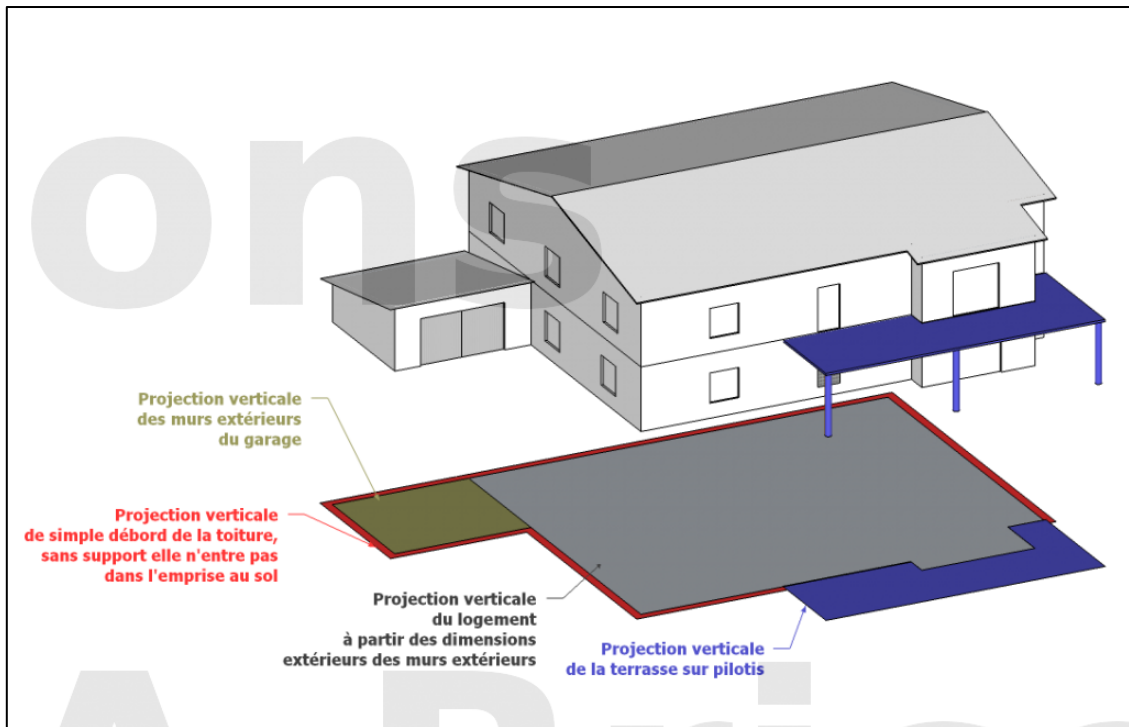 ons
Projection verticale
des murs extérieurs
du garage
Projection verticale
de simple débord de la toiture,
sans support elle n'entre pas
dans l'emprise au sol
Projection verticale
du logement
à partir des dimensions
extérieurs des murs extérieurs
Projection verticale
de la terrasse sur pilotis